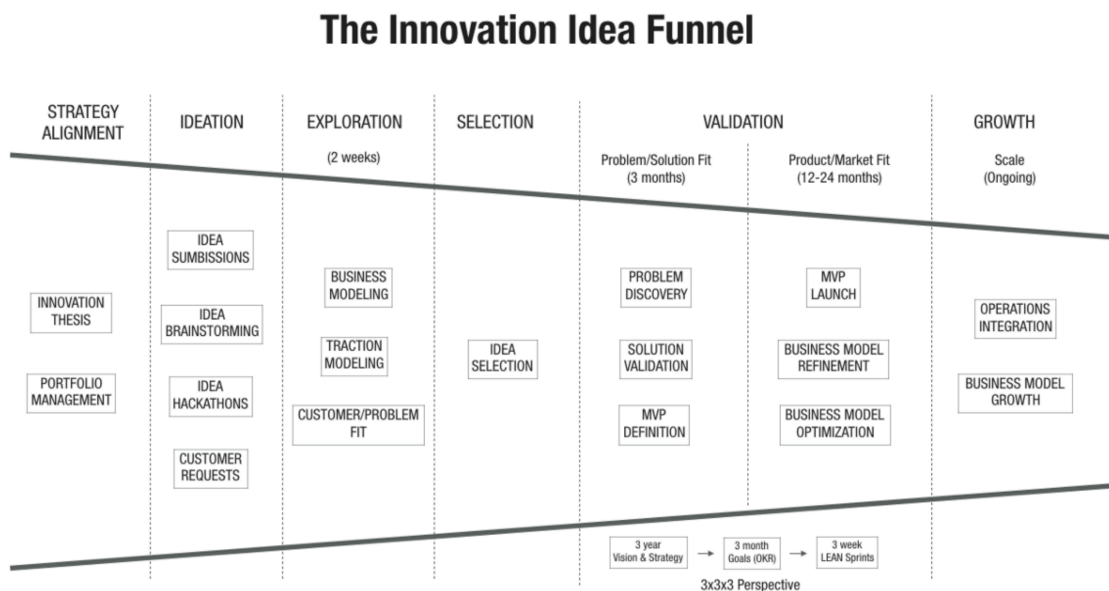 The Innovation Idea Funnel
STRATEGY
ALIGNMENT
IDEATION
EXPLORATION
(2 weeks)
SELECTION
VALIDATION
Problem/Solution Fit
(3 months)
Product/Market Fit
(12-24 months)
GROWTH
Scale
(Ongoing)
INNOVATION
THESIS
PORTFOLIO
MANAGEMENT
IDEA
SUMBISSIONS
IDEA
BRAINSTORMING
IDEA
HACKATHONS
CUSTOMER
REQUESTS
BUSINESS
MODELING
TRACTION
MODELING
CUSTOMER/PROBLEM
FIT
IDEA
SELECTION
PROBLEM
DISCOVERY
SOLUTION
VALIDATION
MVP
DEFINITION
MVP
LAUNCH
BUSINESS MODEL
REFINEMENT
BUSINESS MODEL
OPTIMIZATION
OPERATIONS
INTEGRATION
BUSINESS MODEL
GROWTH
3 year
Vision & Strategy
3 month
Goals (OKR)
3 week
LEAN Sprints
3x3x3 Perspective